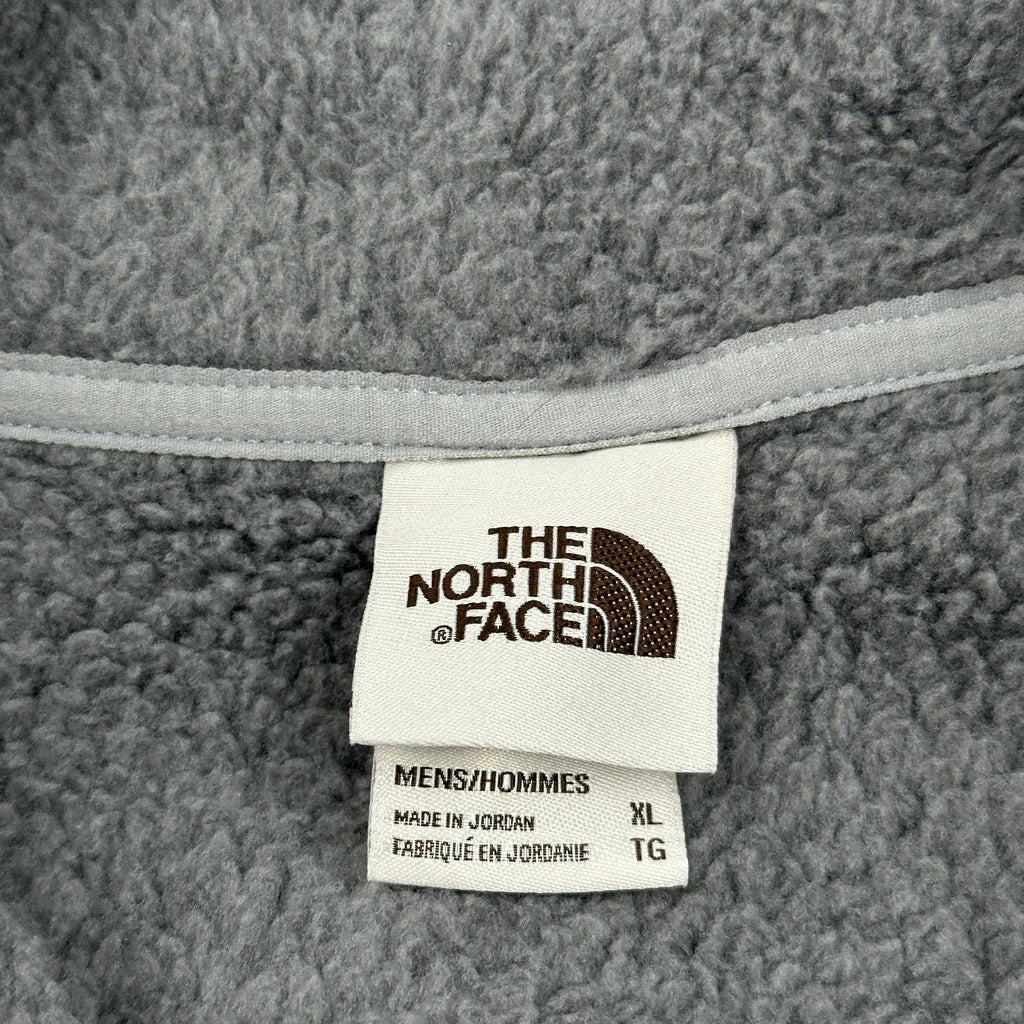 THE
NORTH
®FACE
MENS/HOMMES
MADE IN JORDAN XL
FABRIQUÉ EN JORDANIE TG